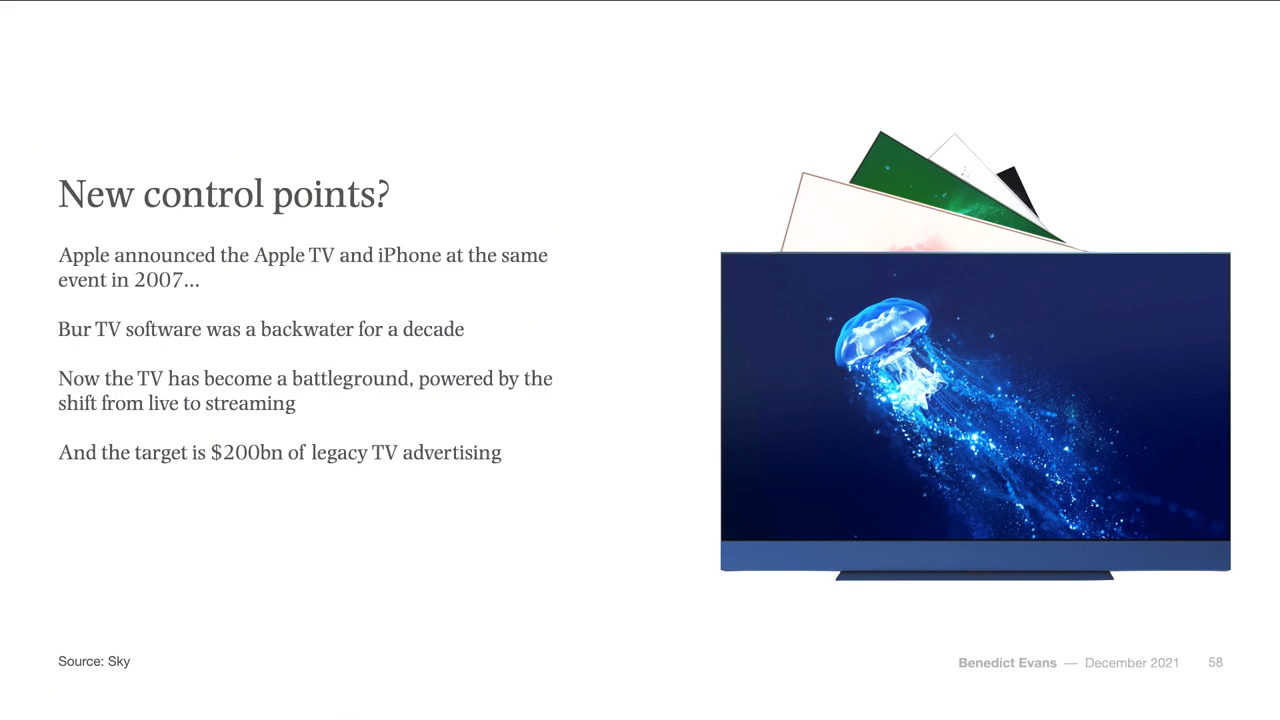 New control points?
Apple announced the Apple TV and iPhone at the same
event in 2007...
Bur TV software was a backwater for a decade
Now the TV has become a battleground, powered by the
shift from live to streaming
And the target is $200bn of legacy TV advertising
Source: Sky
Benedict Evans — December 2021 58